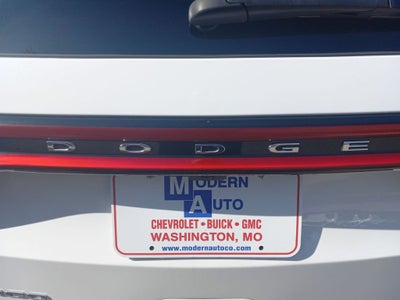 DODGE
MODERN
AUTO
CHEVROLET • BUICK • GMC
WASHINGTON, MO
www.modernautoco.com